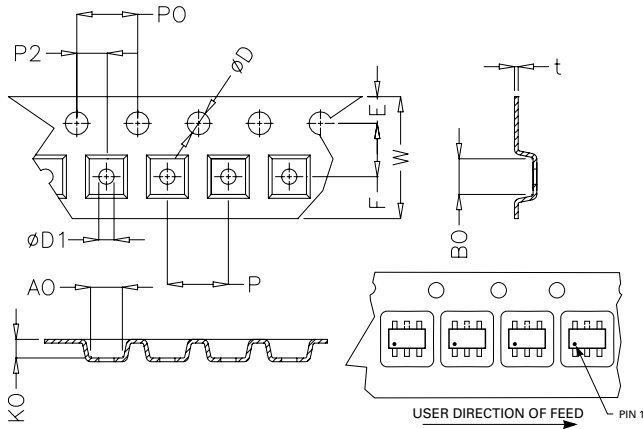 P0
P2
øD
t
E
W
F
B0
øD1
P
A0
K0
PIN 1
USER DIRECTION OF FEED